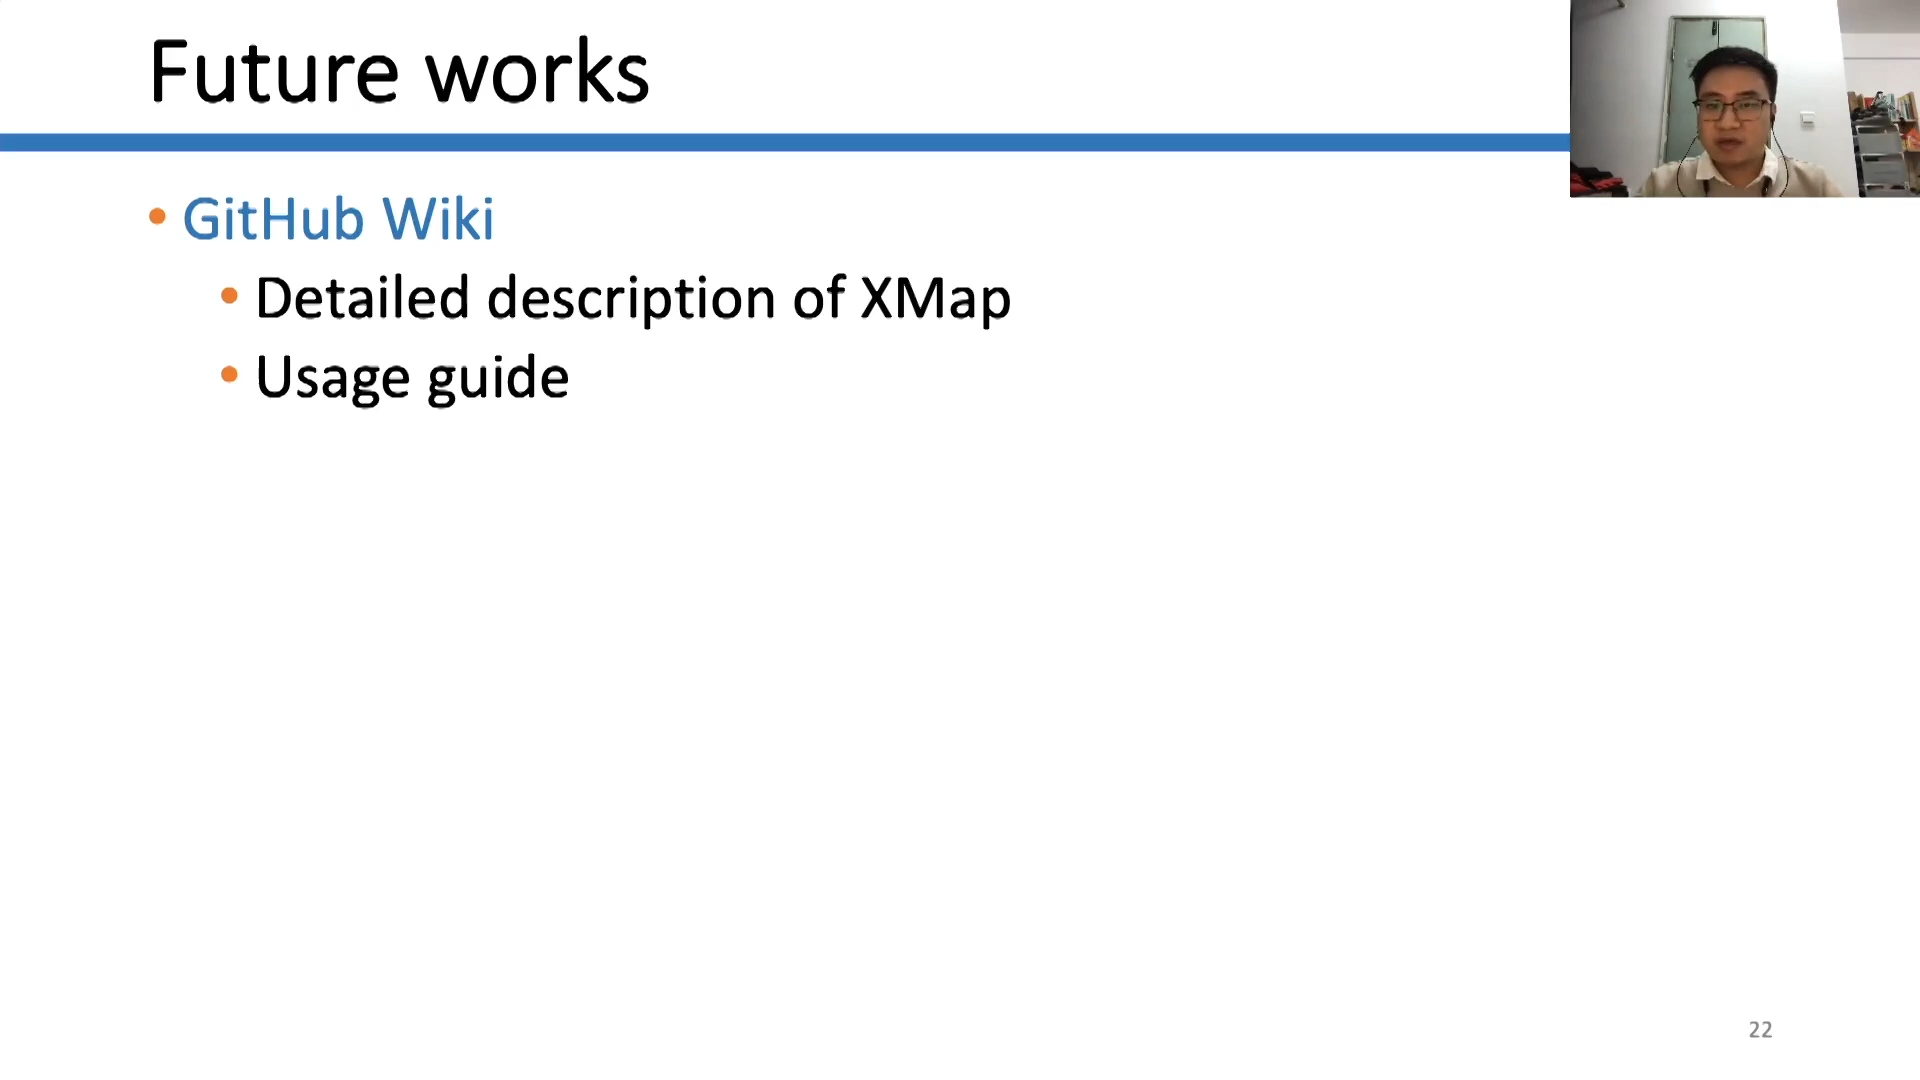 Future works
• GitHub Wiki
• Detailed description of XMap
• Usage guide
22